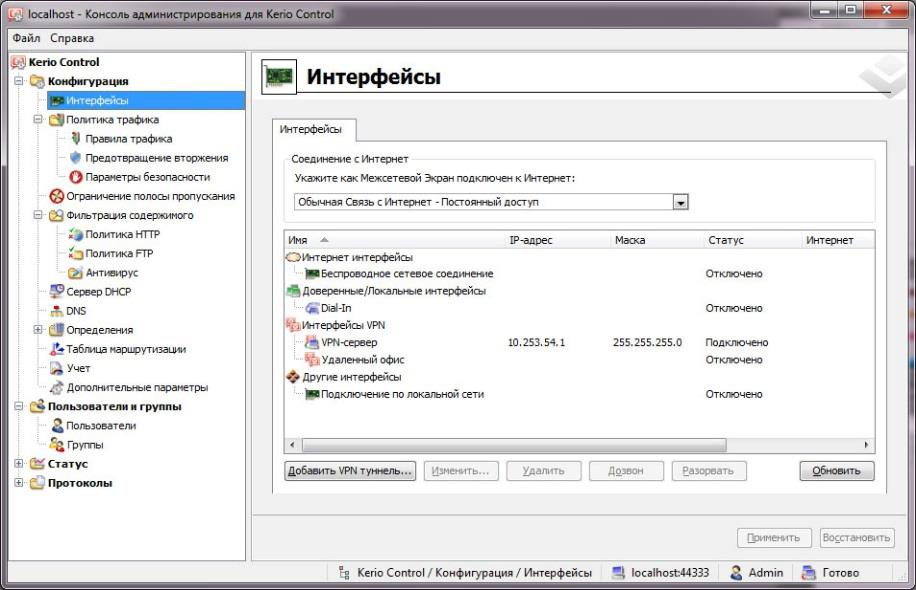 localhost - Консоль администрирования для Kerio Control
Файл Справка
Kerio Control
Конфигурация
Интерфейсы
Политика трафика
Правила трафика
Предотвращение вторжения
Параметры безопасности
Ограничение полосы пропускания
Фильтрация содержимого
Политика HTTP
Политика FTP
Антивирус
Сервер DHCP
DNS
Определения
Таблица маршрутизации
Учет
Дополнительные параметры
Пользователи и группы
Пользователи
Группы
Статус
Протоколы
Интерфейсы
Интерфейсы
Соединение с Интернет
Укажите как Межсетевой Экран подключен к Интернет:
Обычная Связь с Интернет - Постоянный доступ
Имя IP-адрес Маска Статус Интернет
Интернет интерфейсы
Беспроводное сетевое соединение Отключено
Доверенные/Локальные интерфейсы
Dial-In Отключено
Интерфейсы VPN
VPN-сервер 10.253.54.1 255.255.255.0 Подключено
Удаленный офис Отключено
Другие интерфейсы
Подключение по локальной сети Отключено
Добавить VPN туннель... Изменить... Удалить Дозвон Разорвать Обновить
Применить Восстановить
Kerio Control / Конфигурация / Интерфейсы localhost:44333 Admin Готово